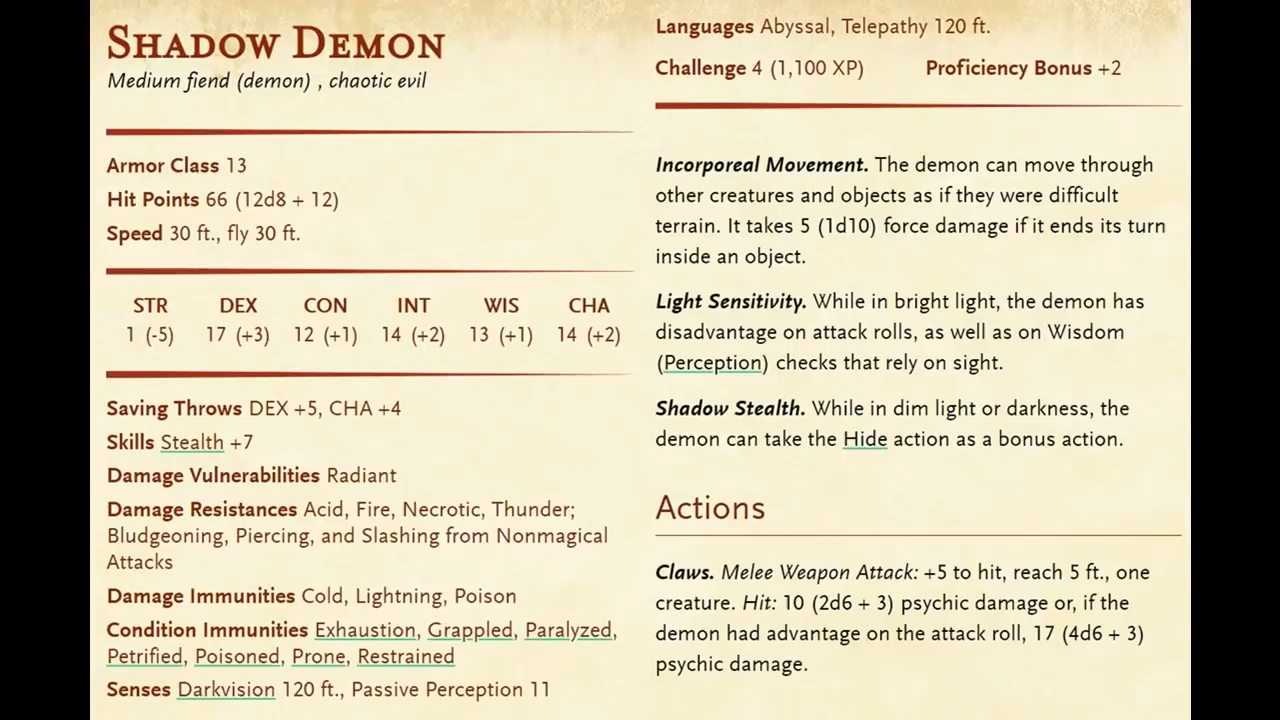 SHADOW DEMON
Medium fiend (demon) , chaotic evil
Armor Class 13
Hit Points 66 (12d8 + 12)
Speed 30 ft., fly 30 ft.
STR DEX CON INT WIS CHA
1 (-5) 17 (+3) 12 (+1) 14 (+2) 13 (+1) 14 (+2)
Saving Throws DEX +5, CHA +4
Skills Stealth +7
Damage Vulnerabilities Radiant
Damage Resistances Acid, Fire, Necrotic, Thunder;
Bludgeoning, Piercing, and Slashing from Nonmagical
Attacks
Damage Immunities Cold, Lightning, Poison
Condition Immunities Exhaustion, Grappled, Paralyzed,
Petrified, Poisoned, Prone, Restrained
Senses Darkvision 120 ft., Passive Perception 11
Languages Abyssal, Telepathy 120 ft.
Challenge 4 (1,100 XP) Proficiency Bonus +2
Incorporeal Movement. The demon can move through
other creatures and objects as if they were difficult
terrain. It takes 5 (1d10) force damage if it ends its turn
inside an object.
Light Sensitivity. While in bright light, the demon has
disadvantage on attack rolls, as well as on Wisdom
(Perception) checks that rely on sight.
Shadow Stealth. While in dim light or darkness, the
demon can take the Hide action as a bonus action.
Actions
Claws. Melee Weapon Attack: +5 to hit, reach 5 ft., one
creature. Hit: 10 (2d6 + 3) psychic damage or, if the
demon had advantage on the attack roll, 17 (4d6 + 3)
psychic damage.